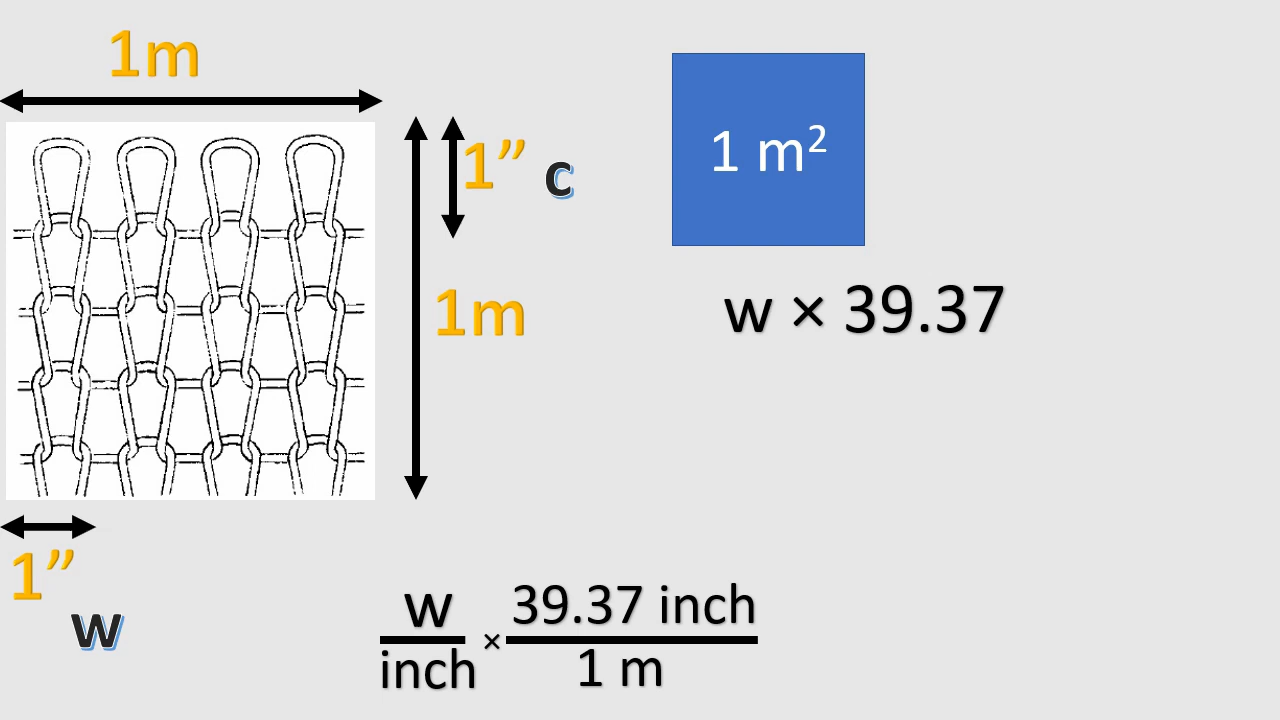 1m
1” c
1 m²
1m
w × 39.37
1”
w
w
39.37 inch
×
inch
1 m